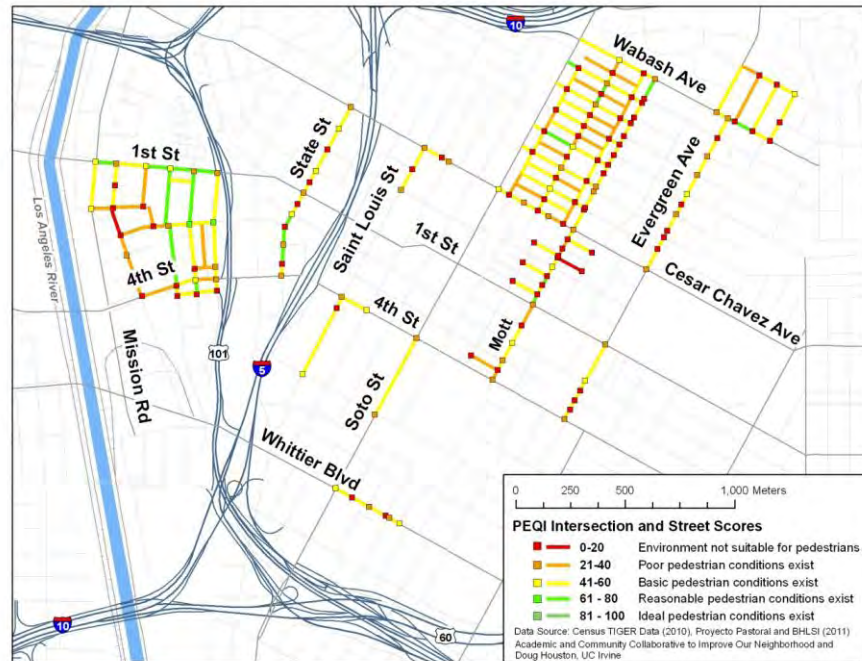 10
Wabash Ave
1st St
State St
Saint Louis St
Evergreen Ave
Los Angeles River
1st St
4th St
4th St
Cesar Chavez Ave
Mission Rd
101
5
Mott
Soto St
Whittier Blvd
10
60
0 250 500 1,000 Meters
PEQI Intersection and Street Scores
0-20 Environment not suitable for pedestrians
21-40 Poor pedestrian conditions exist
41-60 Basic pedestrian conditions exist
61 - 80 Reasonable pedestrian conditions exist
81 - 100 Ideal pedestrian conditions exist
Data Source: Census TIGER Data (2010), Proyecto Pastoral and BHLSI (2011)
Academic and Community Collaborative to Improve Our Neighborhood and
Doug Houston, UC Irvine